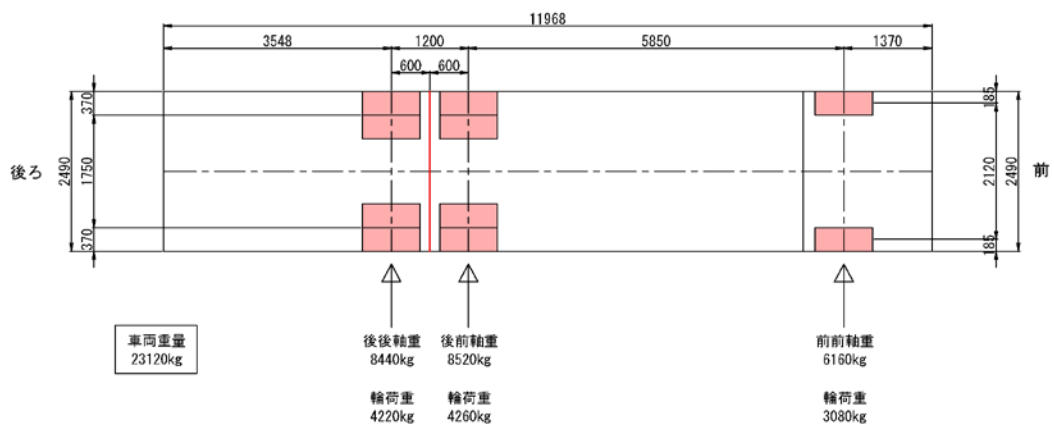 11968
3548
1200
5850
1370
600
600
370
1750
370
2490
後ろ
185
2120
185
2490
前
車両重量
23120kg
後後軸重
8440kg
後前軸重
8520kg
前前軸重
6160kg
輪荷重
4220kg
輪荷重
4260kg
輪荷重
3080kg